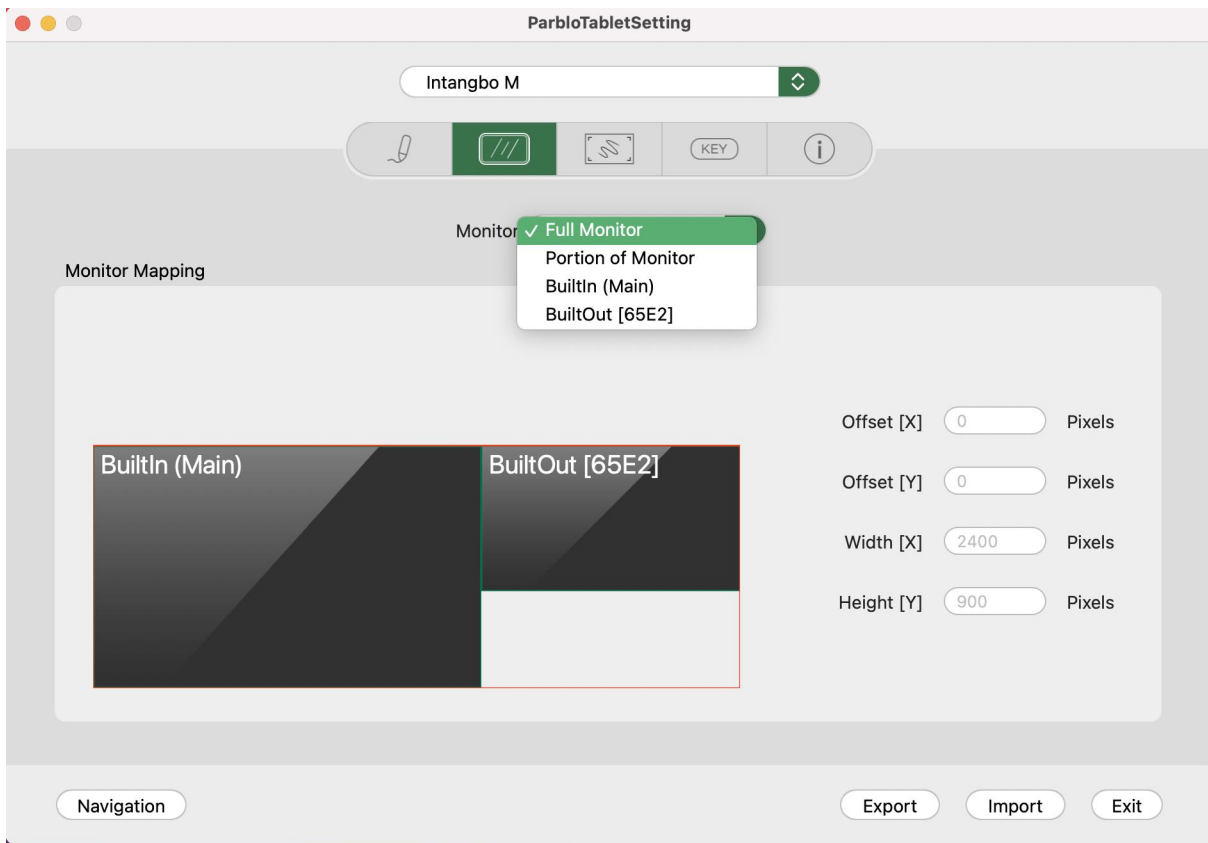 ParbloTabletSetting
Intangbo M
KEY
Monitor
✓ Full Monitor
Portion of Monitor
BuiltIn (Main)
BuiltOut [65E2]
Monitor Mapping
BuiltIn (Main)
BuiltOut [65E2]
Offset [X] 0 Pixels
Offset [Y] 0 Pixels
Width [X] 2400 Pixels
Height [Y] 900 Pixels
Navigation
Export
Import
Exit